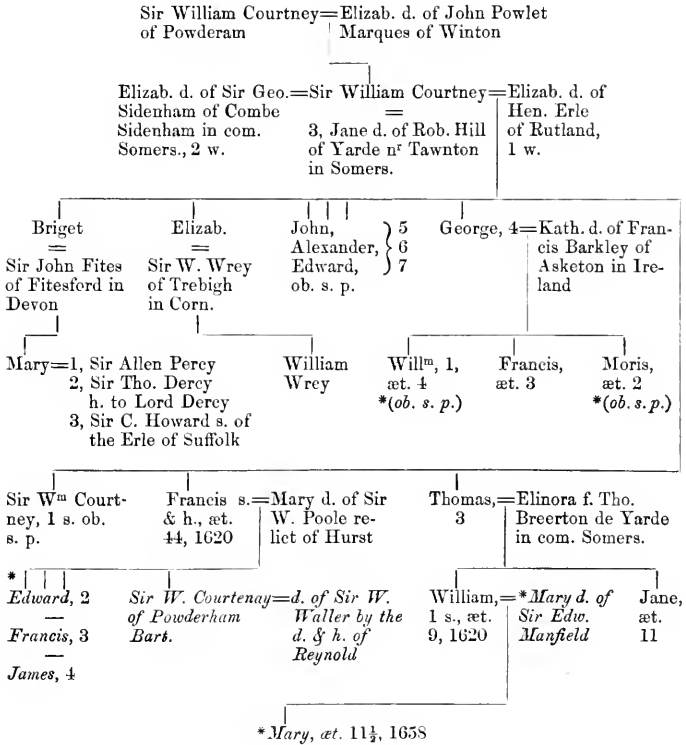 Sir William Courtney=Elizab. d. of John Powlet
of Powderam Marques of Winton
Elizab. d. of Sir Geo.=Sir William Courtney=Elizab. d. of
Sidenham of Combe = Hen. Erle
Sidenham in com. 3, Jane d. of Rob. Hill of Rutland,
Somers., 2 w. of Yarde nʳ Tawnton 1 w.
in Somers.
Briget Elizab. John, 5 George, 4=Kath. d. of Fran-
= = Alexander, 6 cis Barkley of
Sir John Fites Sir W. Wrey Edward, 7 Asketon in Ire-
of Fitesford in of Trebigh ob. s. p. land
Devon in Corn.
Mary=1, Sir Allen Percy William Willᵐ, 1, Francis, Moris,
2, Sir Tho. Dercy Wrey æt. 4 æt. 3 æt. 2
h. to Lord Dercy *(ob. s. p.) *(ob. s. p.)
3, Sir C. Howard s. of
the Erle of Suffolk
Sir Wᵐ Court- Francis s.=Mary d. of Sir Thomas,=Elinora f. Tho.
ney, 1 s. ob. & h., æt. W. Poole re- 3 Breerton de Yarde
s. p. 44, 1620 lict of Hurst in com. Somers.
*
Edward, 2 Sir W. Courtenay=d. of Sir W. William,=*Mary d. of Jane,
— of Powderham Waller by the 1 s., æt. Sir Edw. æt.
Francis, 3 Bart. d. & h. of 9, 1620 Manfield 11
— Reynold
James, 4
*Mary, æt. 11½, 1658